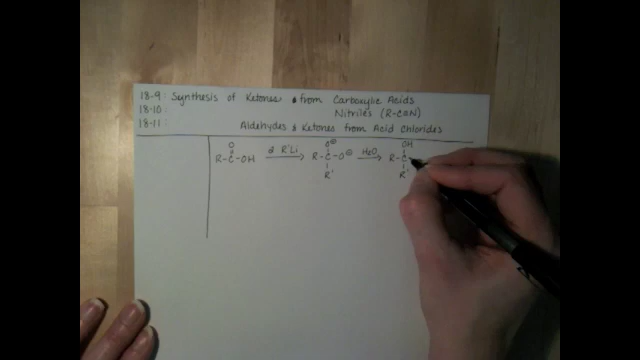 18-9: Synthesis of Ketones from Carboxylic Acids
18-10: Nitriles (R-C≡N)
18-11: Aldehydes & Ketones from Acid Chlorides
O O⊖ OH
R-C-OH R'Li R-C-O⊖ H₂O R-C
R' R'